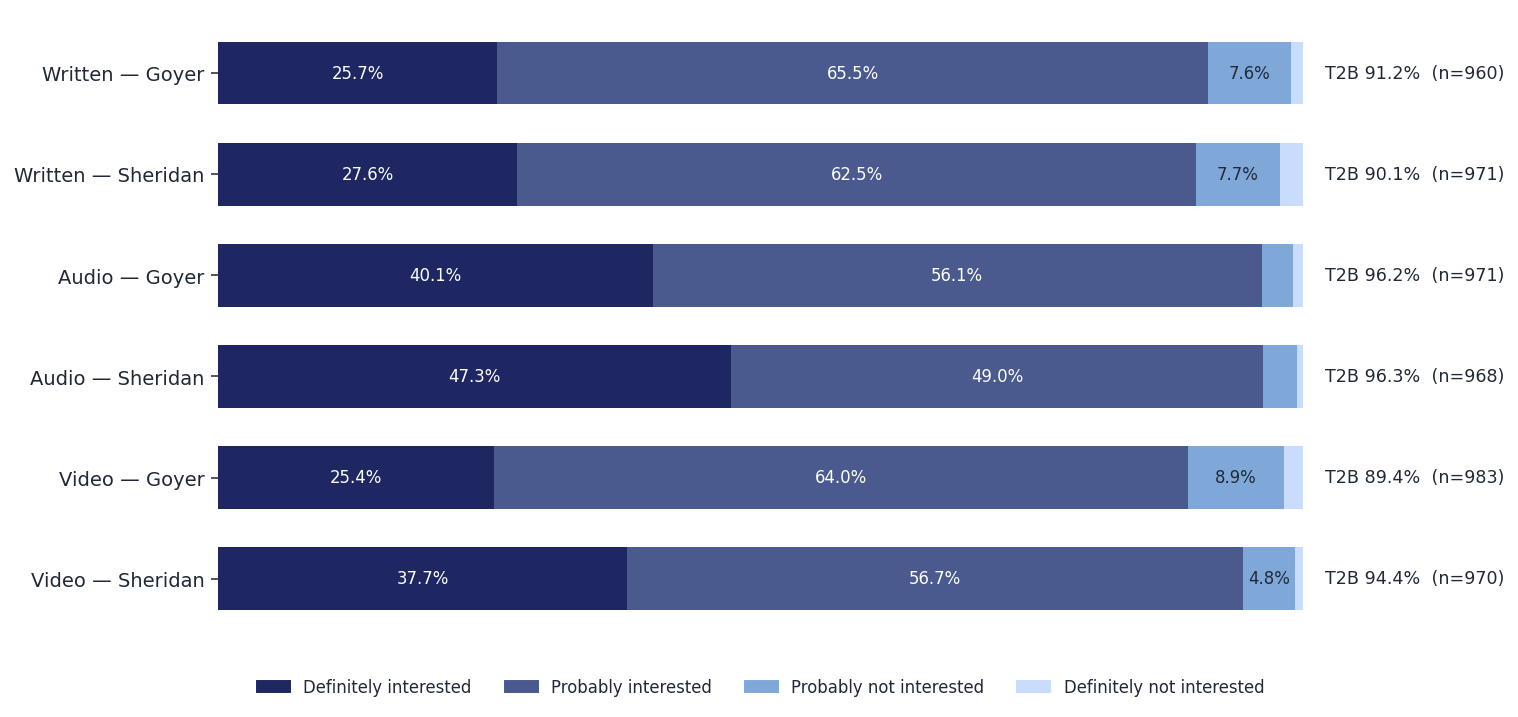 Written — Goyer 25.7% 65.5% 7.6% T2B 91.2% (n=960)
Written — Sheridan 27.6% 62.5% 7.7% T2B 90.1% (n=971)
Audio — Goyer 40.1% 56.1% T2B 96.2% (n=971)
Audio — Sheridan 47.3% 49.0% T2B 96.3% (n=968)
Video — Goyer 25.4% 64.0% 8.9% T2B 89.4% (n=983)
Video — Sheridan 37.7% 56.7% 4.8% T2B 94.4% (n=970)
Definitely interested Probably interested Probably not interested Definitely not interested